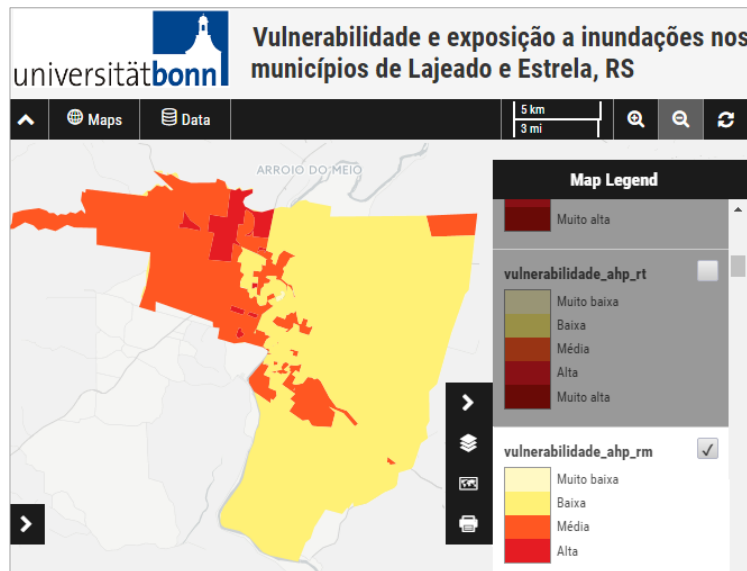 universitätbonn
Vulnerabilidade e exposição a inundações nos
municípios de Lajeado e Estrela, RS
Maps
Data
5 km
3 mi
ARROIO DO MEIO
Map Legend
Muito alta
vulnerabilidade_ahp_rt
Muito baixa
Baixa
Média
Alta
Muito alta
vulnerabilidade_ahp_rm
Muito baixa
Baixa
Média
Alta